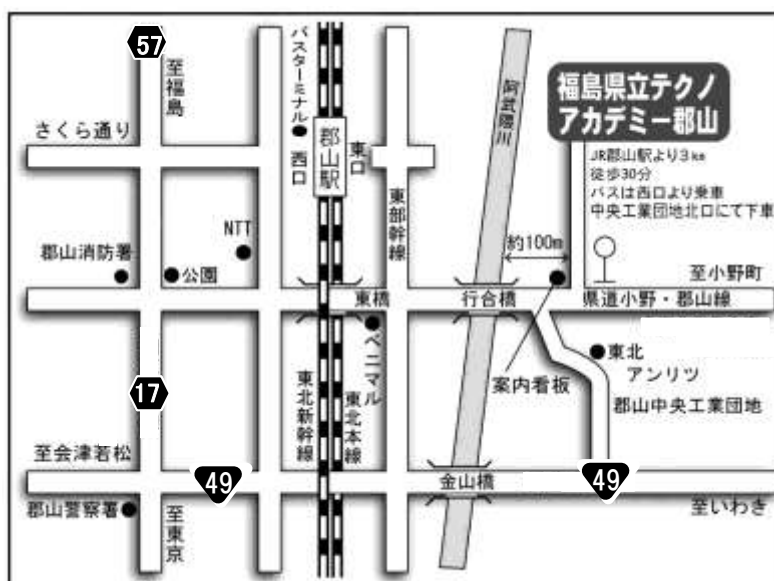 57
至福島
さくら通り
バスターミナル
西口
郡山駅
東口
東部幹線
阿武隈川
福島県立テクノ
アカデミー郡山
JR郡山駅より3㎞
徒歩30分
バスは西口より乗車
中央工業団地北口にて下車
NTT
郡山消防署
公園
約100m
至小野町
東橋
行合橋
県道小野・郡山線
ベニマル
東北新幹線
東北本線
案内看板
東北
アンリツ
郡山中央工業団地
17
至会津若松
49
金山橋
49
郡山警察署
至東京
至いわき